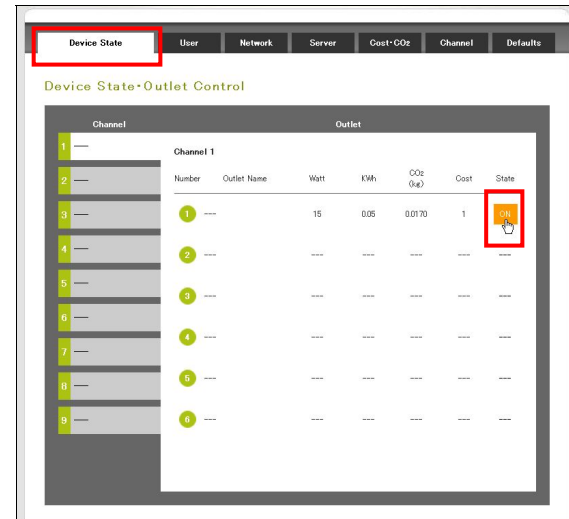 Device State User Network Server Cost･CO2 Channel Defaults
Device State･Outlet Control
Channel Outlet
1 ---
Channel 1
2 ---
Number Outlet Name Watt KWh CO2 (kg) Cost State
3 ---
1 --- 15 0.05 0.0170 1 ON
4 ---
2 --- --- --- --- --- ---
5 ---
3 --- --- --- --- --- ---
6 ---
4 --- --- --- --- --- ---
7 ---
8 ---
5 --- --- --- --- --- ---
9 ---
6 --- --- --- --- --- ---